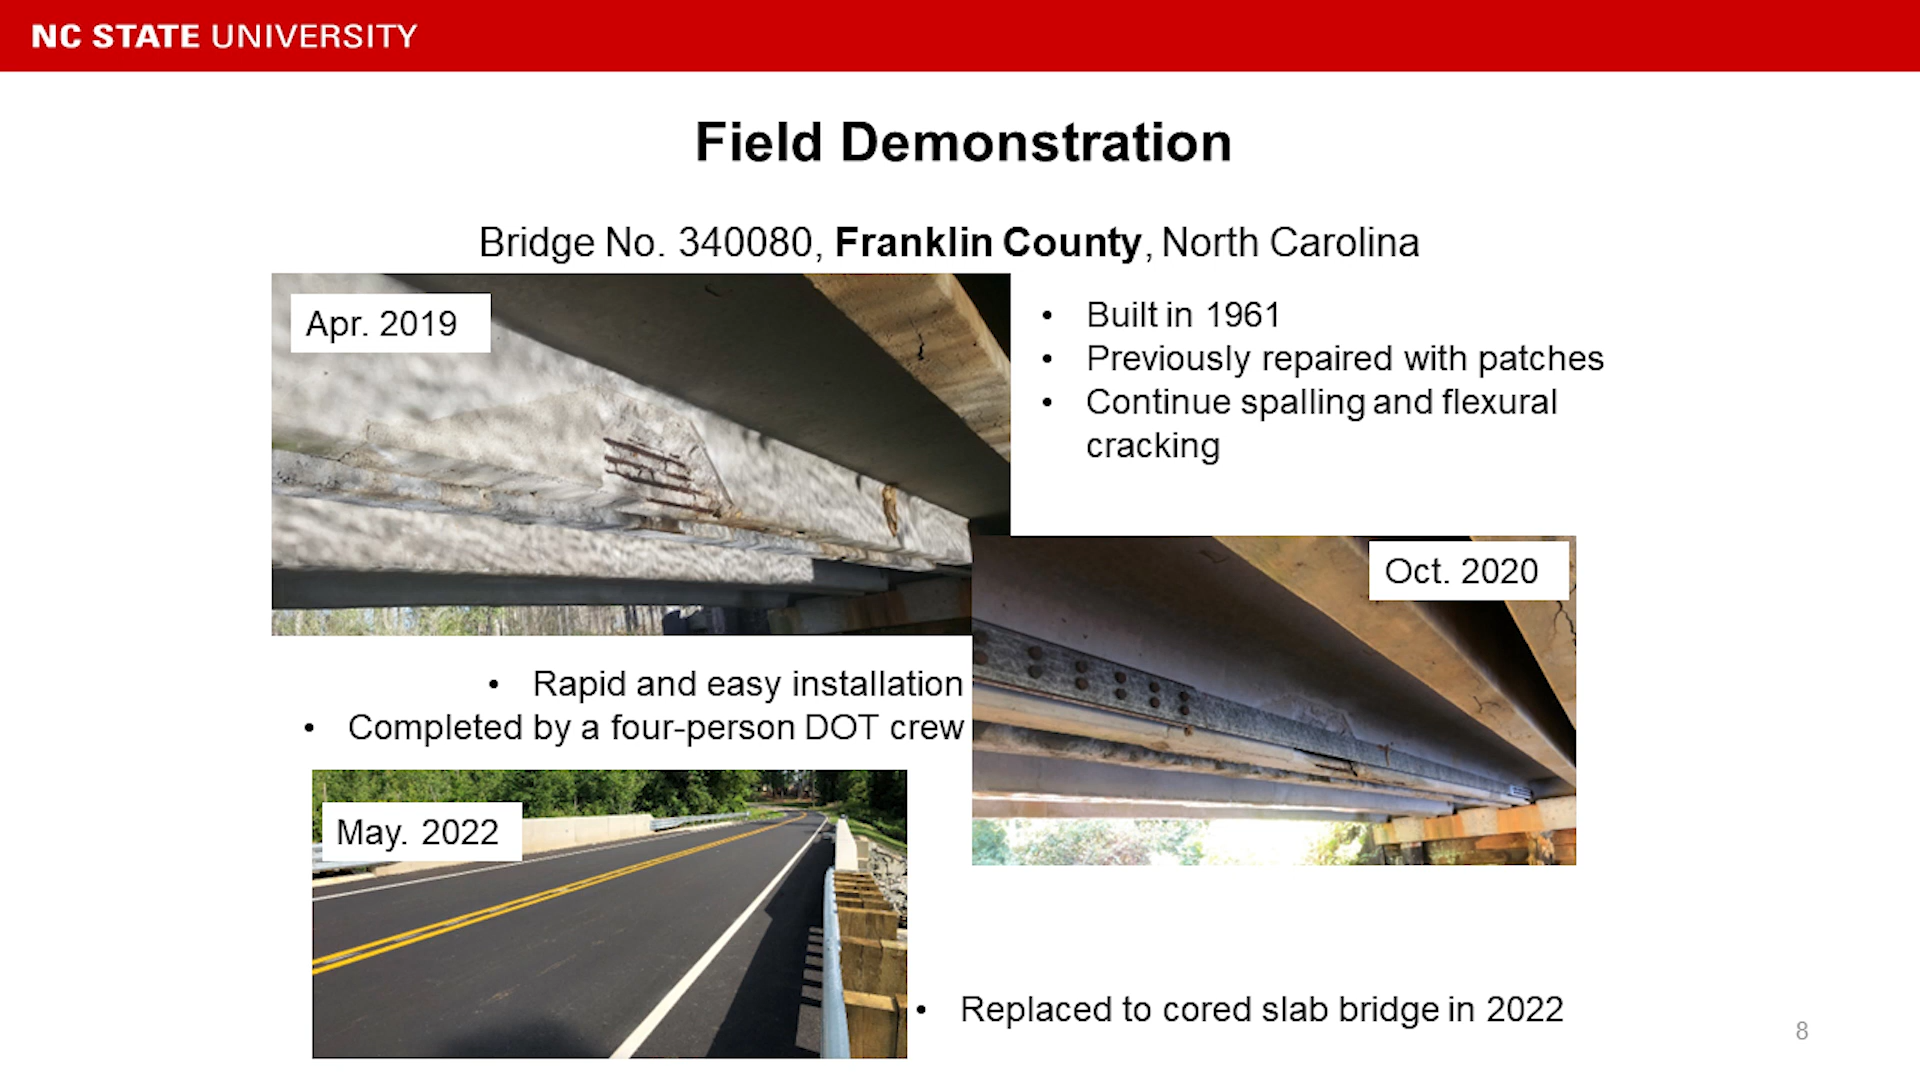 NC STATE UNIVERSITY
Field Demonstration
Bridge No. 340080, Franklin County, North Carolina
Apr. 2019
• Built in 1961
• Previously repaired with patches
• Continue spalling and flexural
cracking
Oct. 2020
• Rapid and easy installation
• Completed by a four-person DOT crew
May. 2022
• Replaced to cored slab bridge in 2022
8